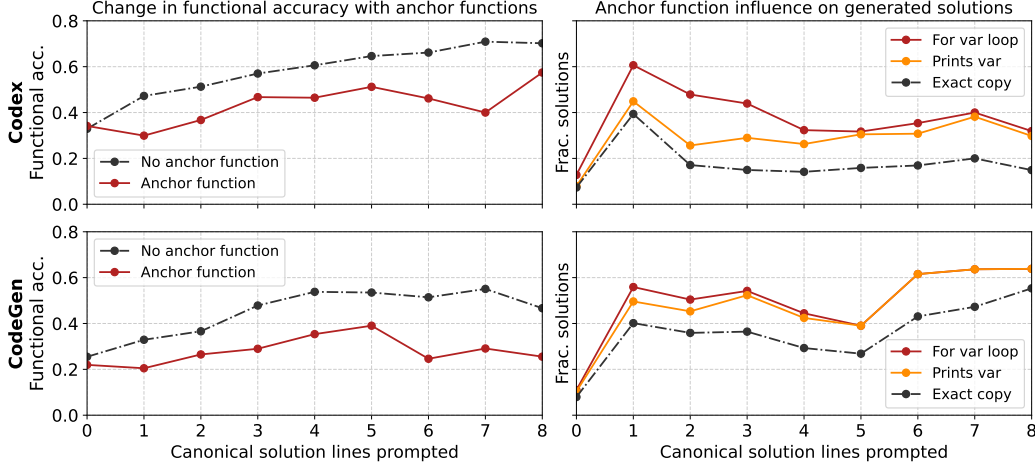 Change in functional accuracy with anchor functions
Anchor function influence on generated solutions
Codex
Functional acc.
0.8
0.6
0.4
0.2
0.0
No anchor function
Anchor function
Frac. solutions
For var loop
Prints var
Exact copy
CodeGen
Functional acc.
0.8
0.6
0.4
0.2
0.0
No anchor function
Anchor function
0 1 2 3 4 5 6 7 8
Canonical solution lines prompted
Frac. solutions
For var loop
Prints var
Exact copy
0 1 2 3 4 5 6 7 8
Canonical solution lines prompted